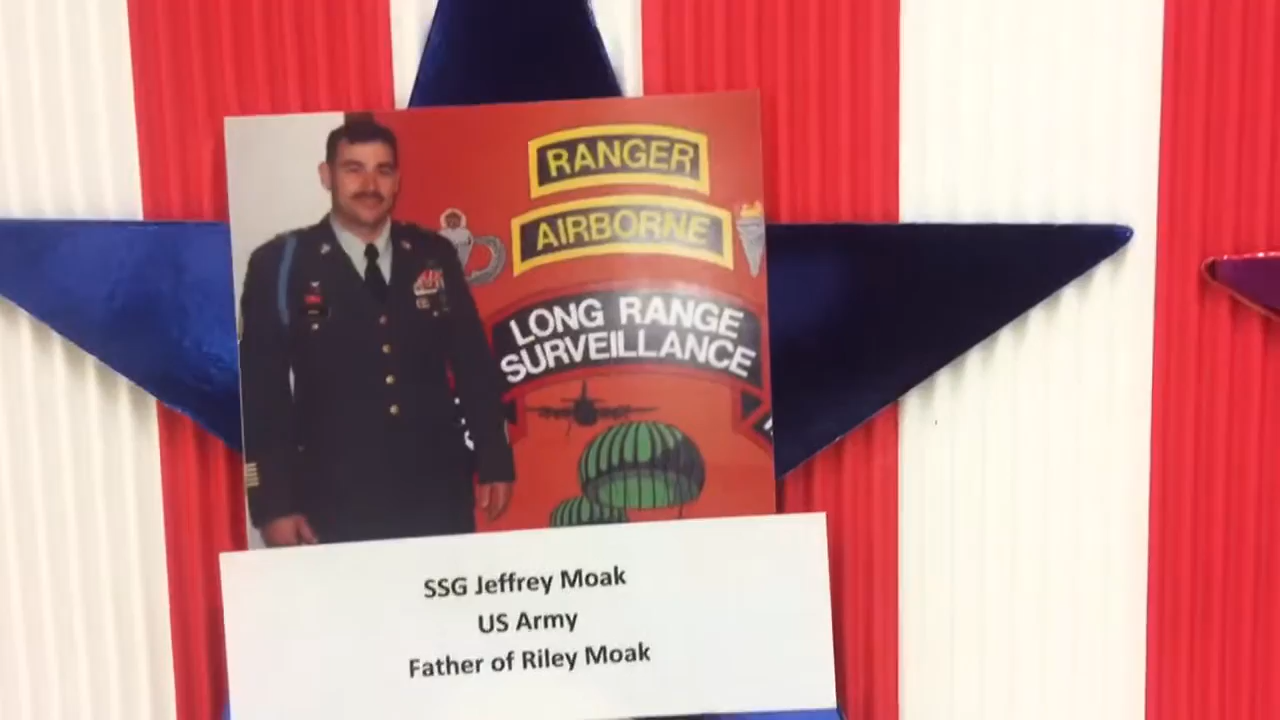 RANGER
AIRBORNE
LONG RANGE
SURVEILLANCE
SSG Jeffrey Moak
US Army
Father of Riley Moak